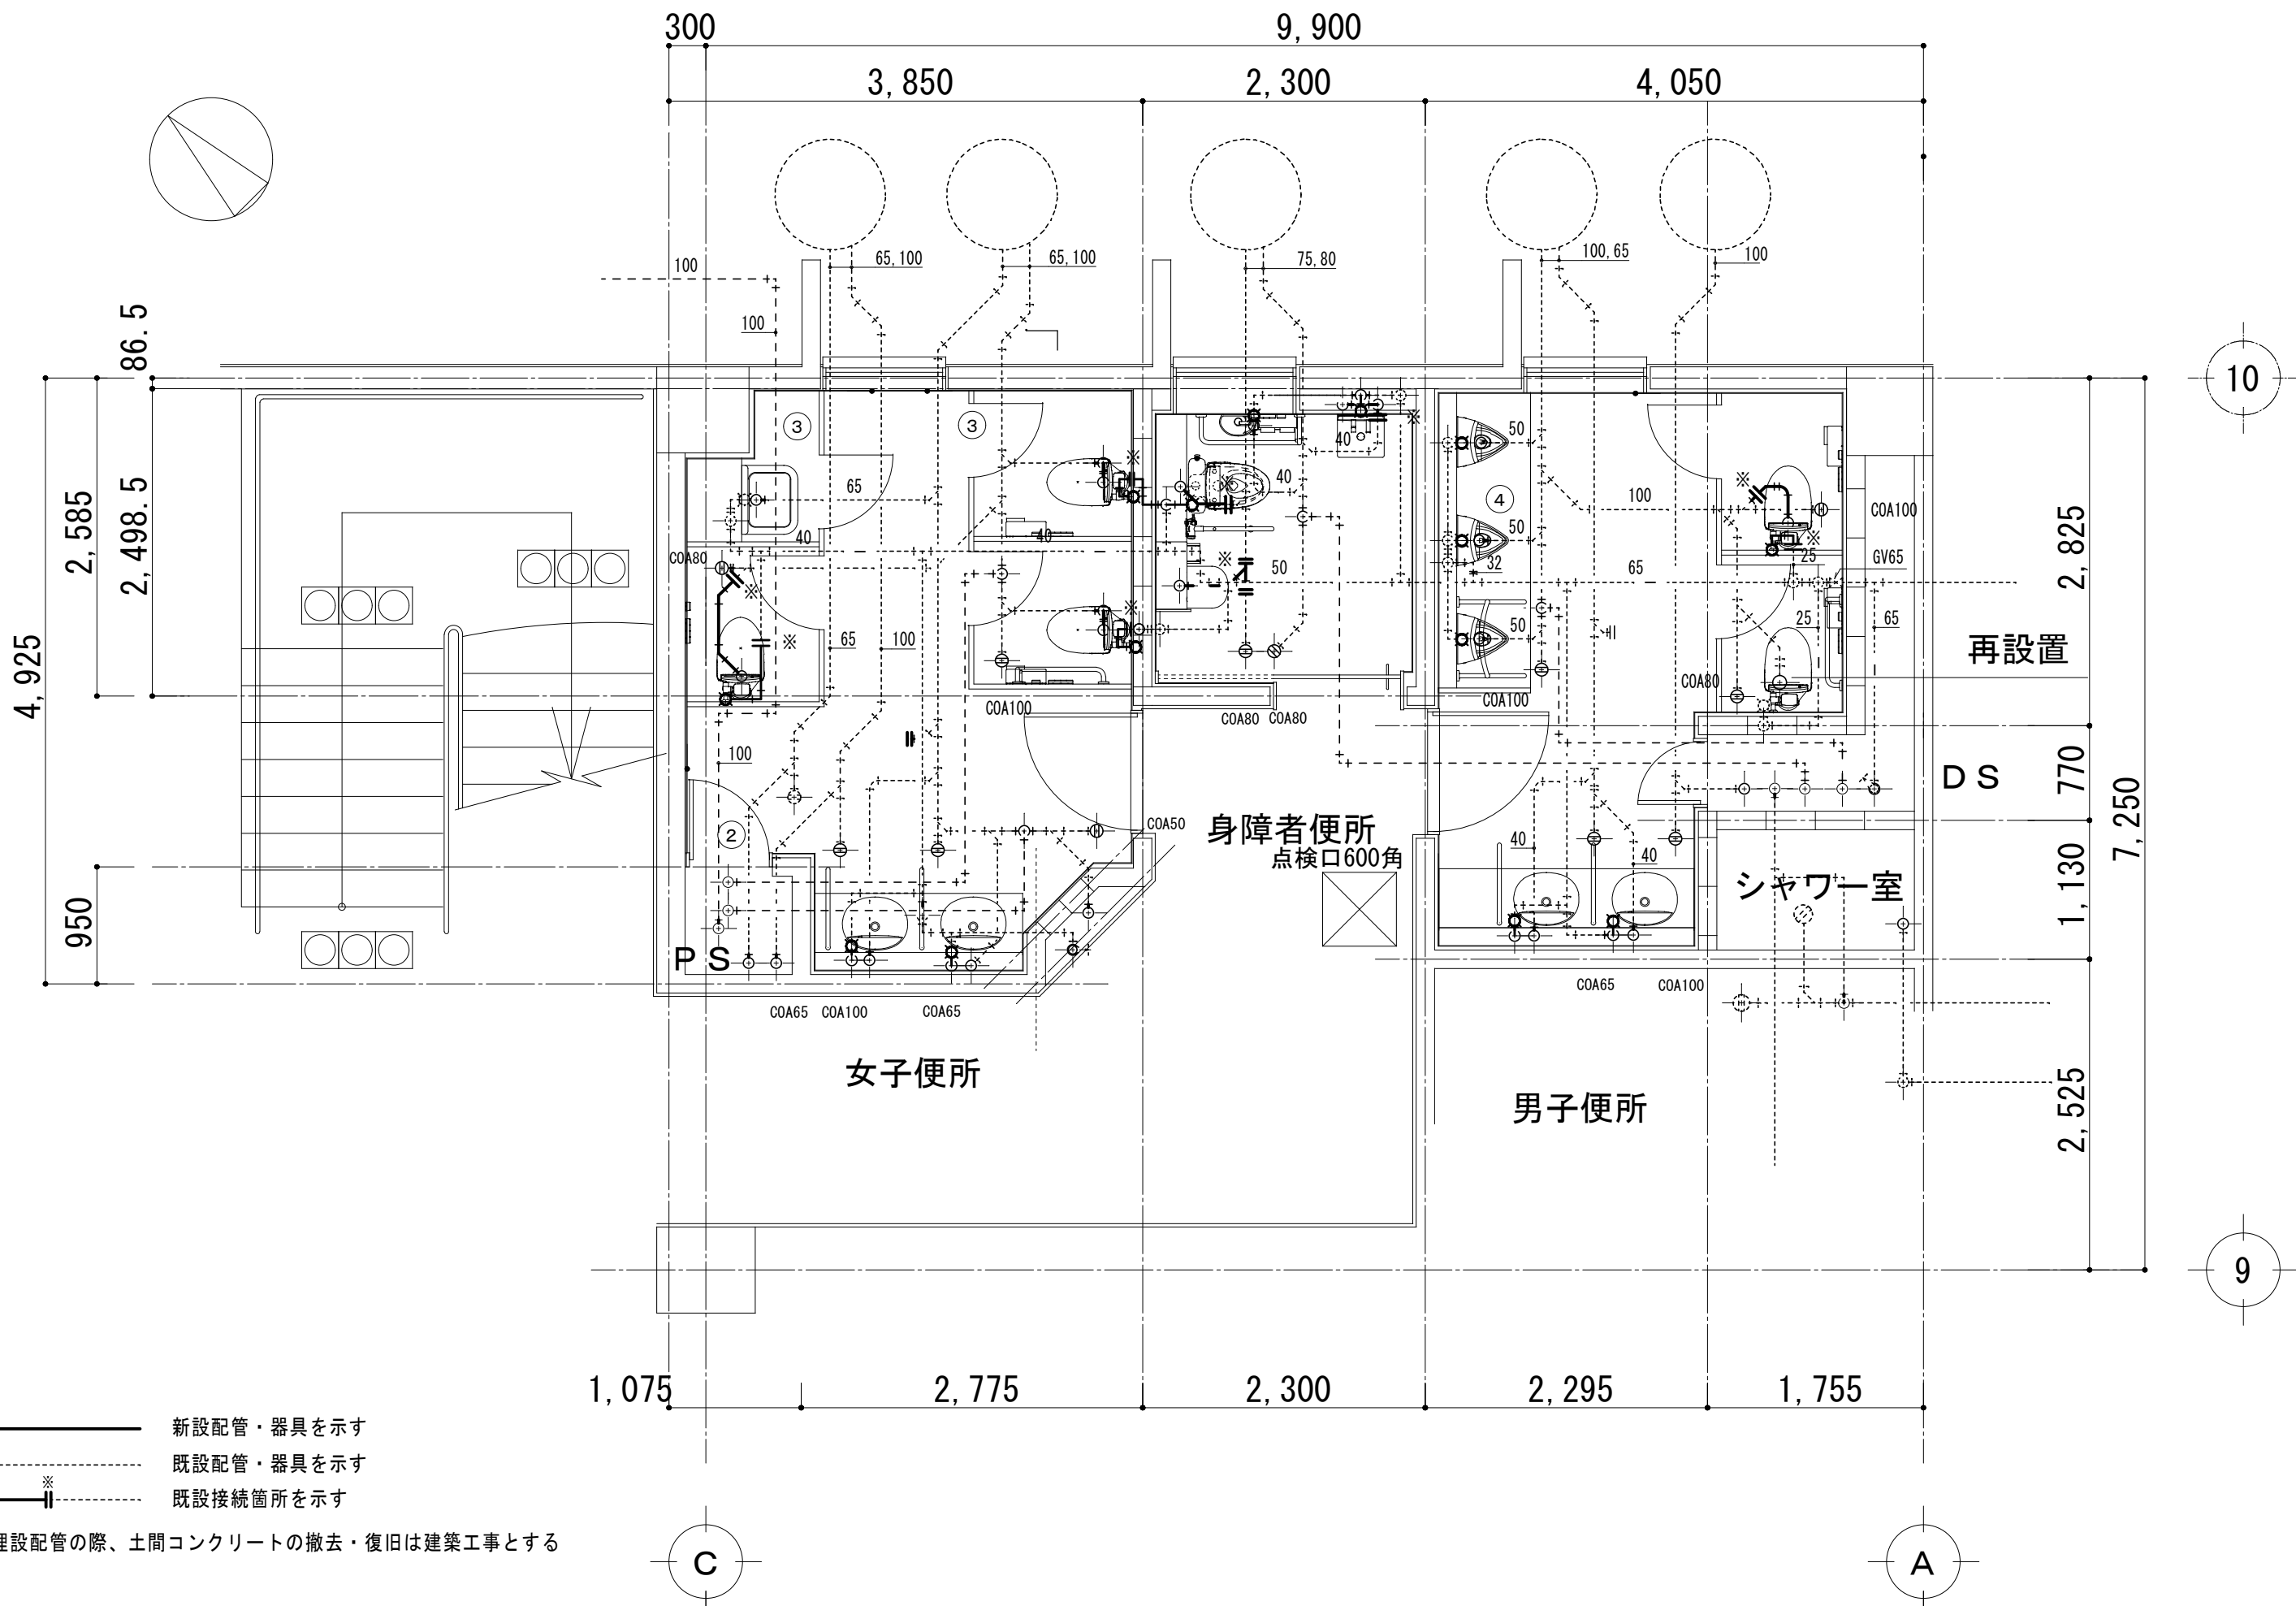 300
9,900
3,850
2,300
4,050
65,100
65,100
75,80
100,65
100
100
100
86.5
10
2,585
2,498.5
4,925
950
③
③
※
※
40
50
65
40
※
100
※
COA100
40
40
④
50
COA80
※
50
32
65
※
25
GV65
2,825
※
※
50
25
65
65
100
再設置
COA80
COA100
COA80
COA80
COA100
100
DS
770
7,250
②
COA50
身障者便所
点検口600角
40
40
シャワー室
1,130
PS
COA65
COA100
COA65
COA65
COA100
女子便所
男子便所
2,525
9
1,075
2,775
2,300
2,295
1,755
新設配管・器具を示す
既設配管・器具を示す
※
既設接続箇所を示す
埋設配管の際、土間コンクリートの撤去・復旧は建築工事とする
C
A